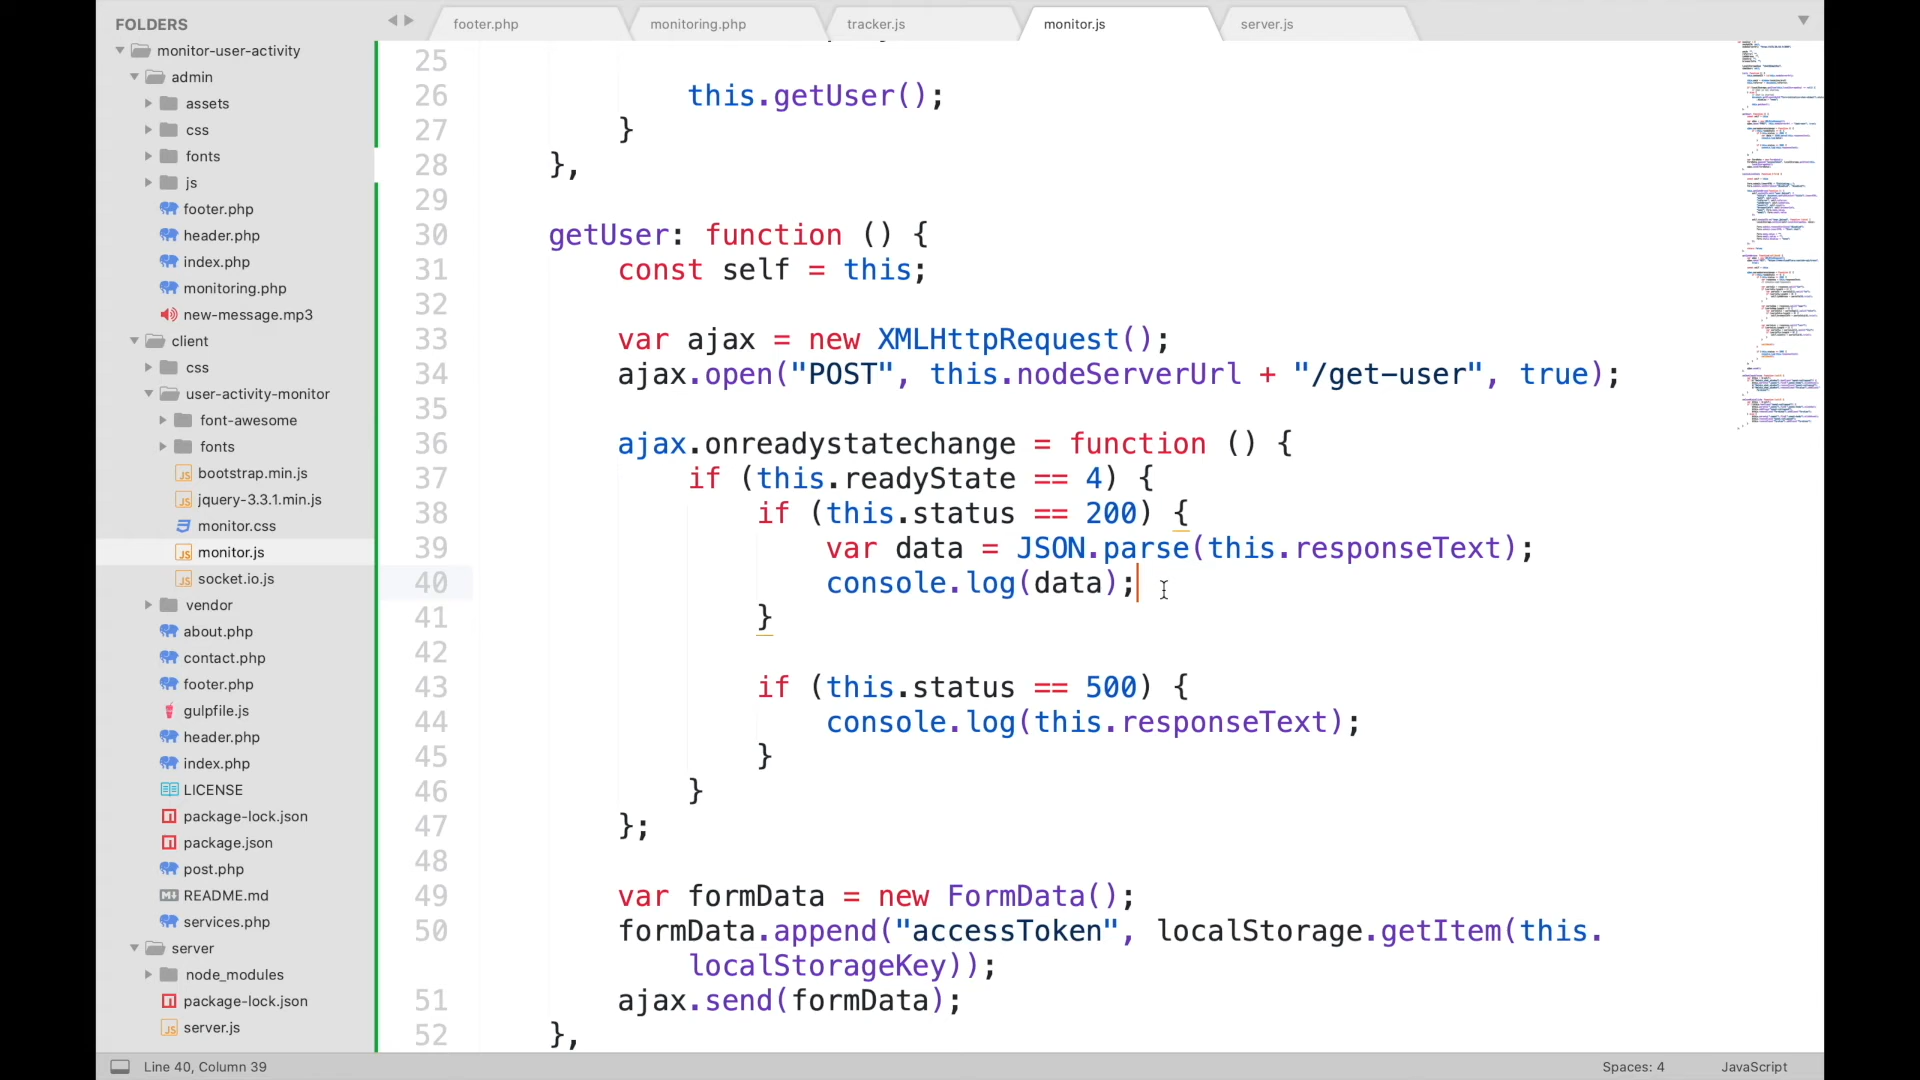 FOLDERS
monitor-user-activity
admin
assets
css
fonts
js
footer.php
header.php
index.php
monitoring.php
new-message.mp3
client
css
user-activity-monitor
font-awesome
fonts
bootstrap.min.js
jquery-3.3.1.min.js
monitor.css
monitor.js
socket.io.js
vendor
about.php
contact.php
footer.php
gulpfile.js
header.php
index.php
LICENSE
package-lock.json
package.json
post.php
README.md
services.php
server
node_modules
package-lock.json
server.js
footer.php
monitoring.php
tracker.js
monitor.js
server.js
25
26 this.getUser();
27 }
28 },
29
30 getUser: function () {
31 const self = this;
32
33 var ajax = new XMLHttpRequest();
34 ajax.open("POST", this.nodeServerUrl + "/get-user", true);
35
36 ajax.onreadystatechange = function () {
37 if (this.readyState == 4) {
38 if (this.status == 200) {
39 var data = JSON.parse(this.responseText);
40 console.log(data);
41 }
42
43 if (this.status == 500) {
44 console.log(this.responseText);
45 }
46 }
47 };
48
49 var formData = new FormData();
50 formData.append("accessToken", localStorage.getItem(this.
localStorageKey));
51 ajax.send(formData);
52 },
Line 40, Column 39
Spaces: 4
JavaScript